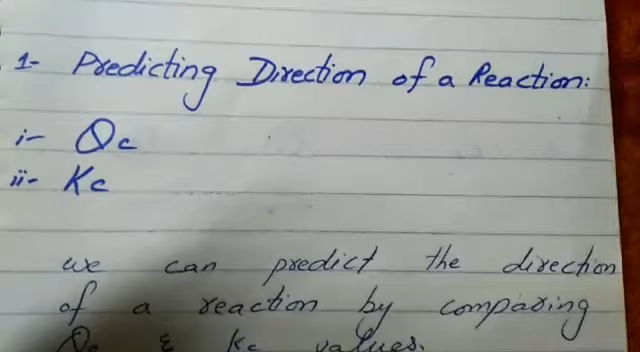 1- Predicting Direction of a Reaction:
i- Qc
ii- Kc
we can predict the direction
of a reaction by comparing
Qc & Kc values.